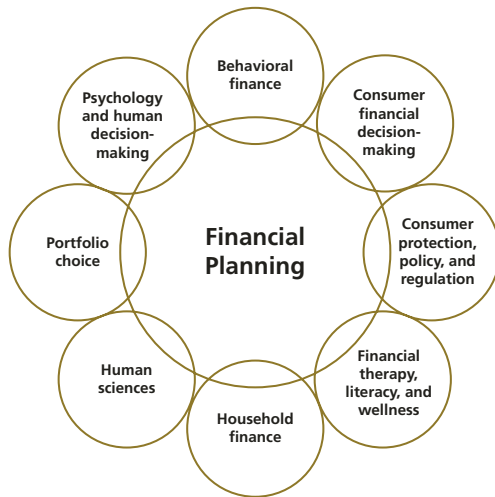 Behavioral
finance
Psychology
and human
decision-
making
Consumer
financial
decision-
making
Portfolio
choice
Financial
Planning
Consumer
protection,
policy, and
regulation
Human
sciences
Financial
therapy,
literacy, and
wellness
Household
finance